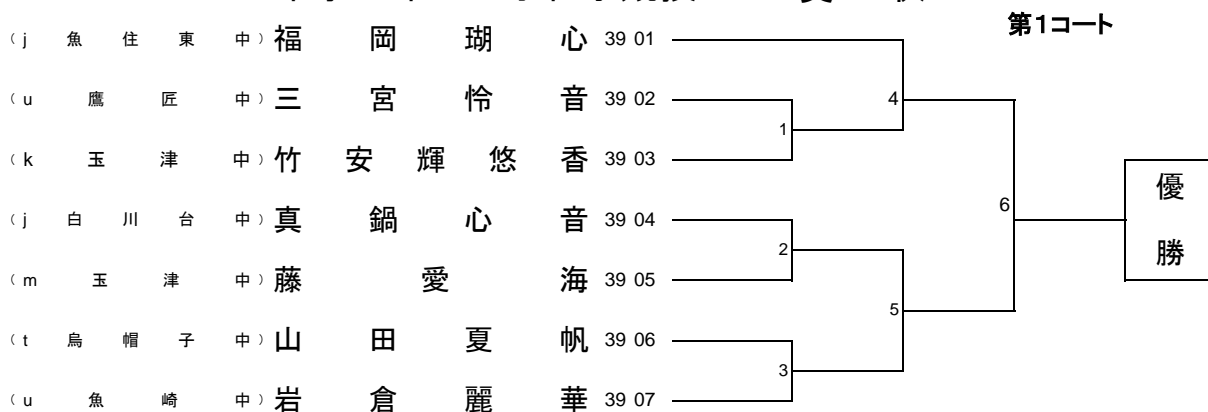 第1コート
(j 魚住東中) 福岡瑚心 39 01
(u 鷹匠中) 三宮怜音 39 02
(k 玉津中) 竹安輝悠香 39 03
(j 白川台中) 真鍋心音 39 04
(m 玉津中) 藤愛海 39 05
(t 烏帽子中) 山田夏帆 39 06
(u 魚崎中) 岩倉麗華 39 07
1
2
3
4
5
6
優勝